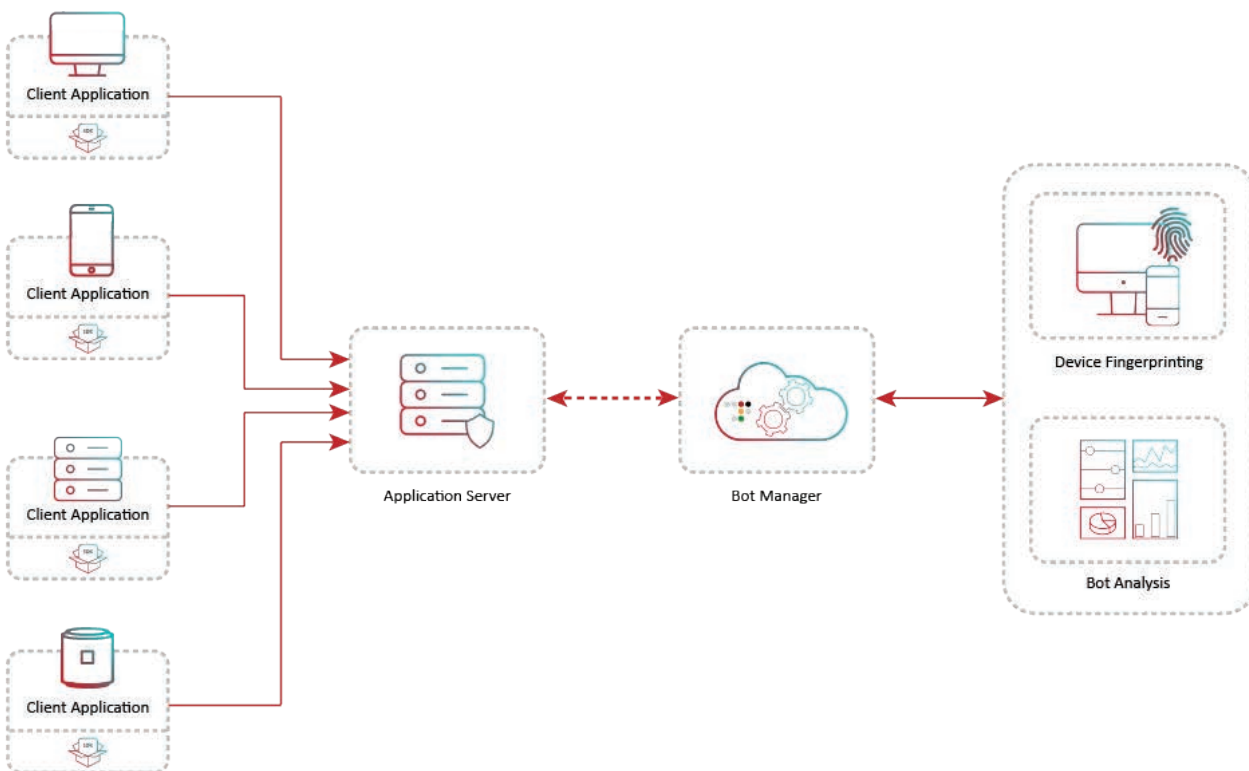 Client Application
Client Application
Client Application
Client Application
Application Server
Bot Manager
Device Fingerprinting
Bot Analysis